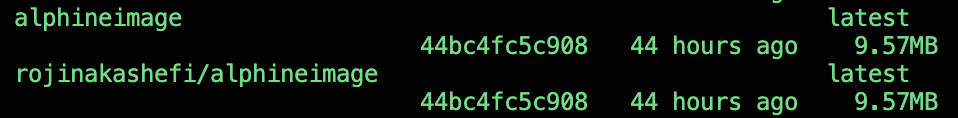 alphineimage latest
44bc4fc5c908 44 hours ago 9.57MB
rojinakashefi/alphineimage latest
44bc4fc5c908 44 hours ago 9.57MB